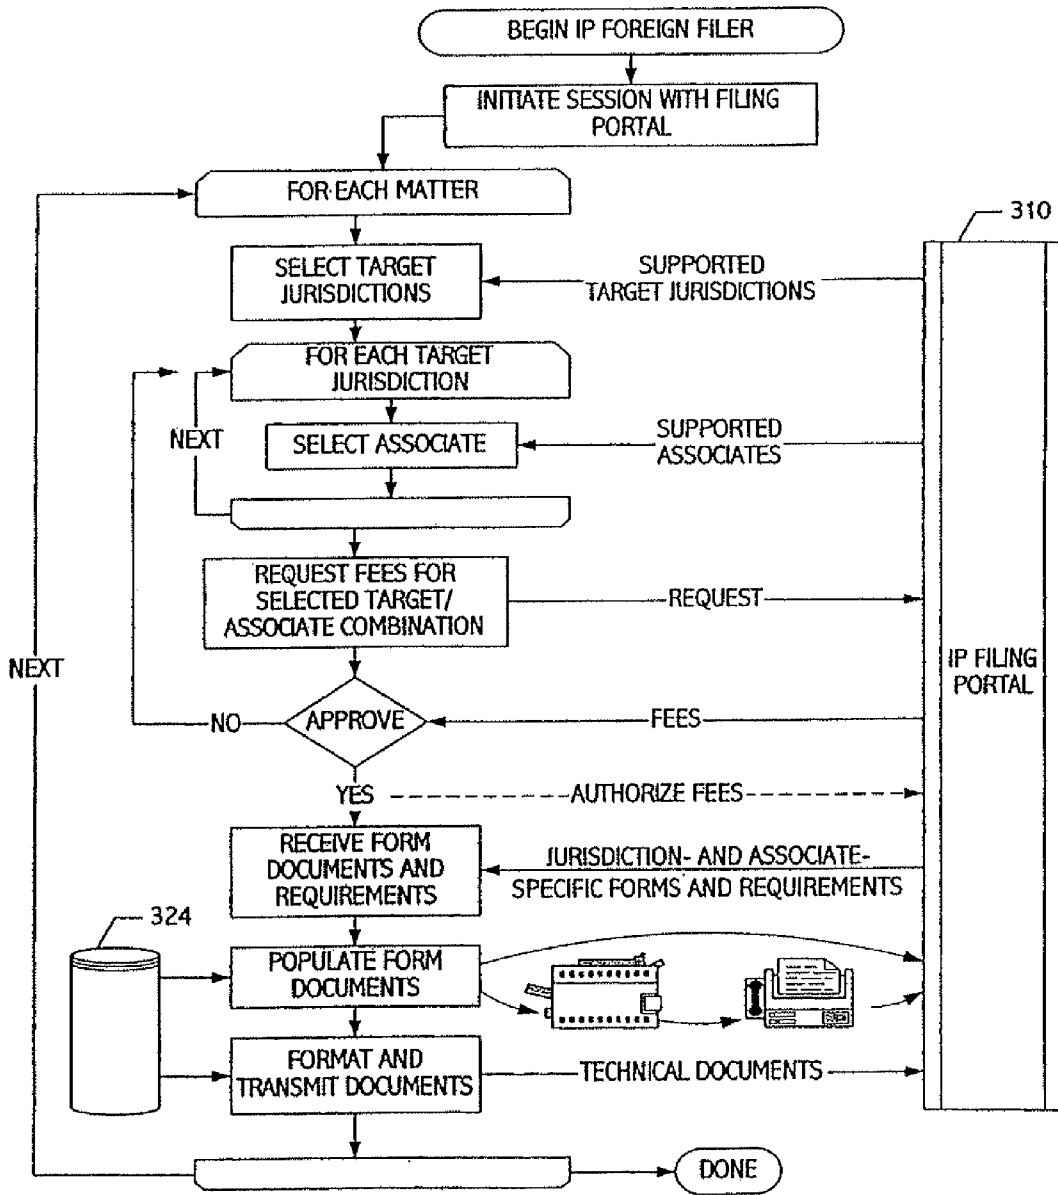 BEGIN IP FOREIGN FILER
INITIATE SESSION WITH FILING
PORTAL
FOR EACH MATTER
310
SELECT TARGET
JURISDICTIONS
SUPPORTED
TARGET JURISDICTIONS
FOR EACH TARGET
JURISDICTION
NEXT
SELECT ASSOCIATE
SUPPORTED
ASSOCIATES
REQUEST FEES FOR
SELECTED TARGET/
ASSOCIATE COMBINATION
REQUEST
NEXT
IP FILING
PORTAL
NO
APPROVE
FEES
YES
AUTHORIZE FEES
RECEIVE FORM
DOCUMENTS AND
REQUIREMENTS
JURISDICTION- AND ASSOCIATE-
SPECIFIC FORMS AND REQUIREMENTS
324
POPULATE FORM
DOCUMENTS
FORMAT AND
TRANSMIT DOCUMENTS
TECHNICAL DOCUMENTS
DONE